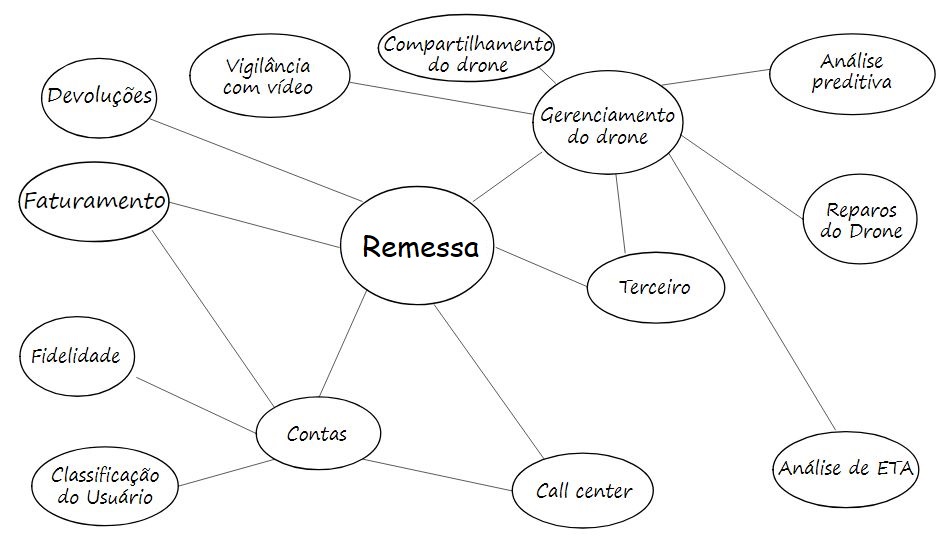 Compartilhamento
do drone
Vigilância
com vídeo
Análise
preditiva
Devoluções
Gerenciamento
do drone
Faturamento
Reparos
do Drone
Remessa
Terceiro
Fidelidade
Contas
Classificação
do Usuário
Call center
Análise de ETA